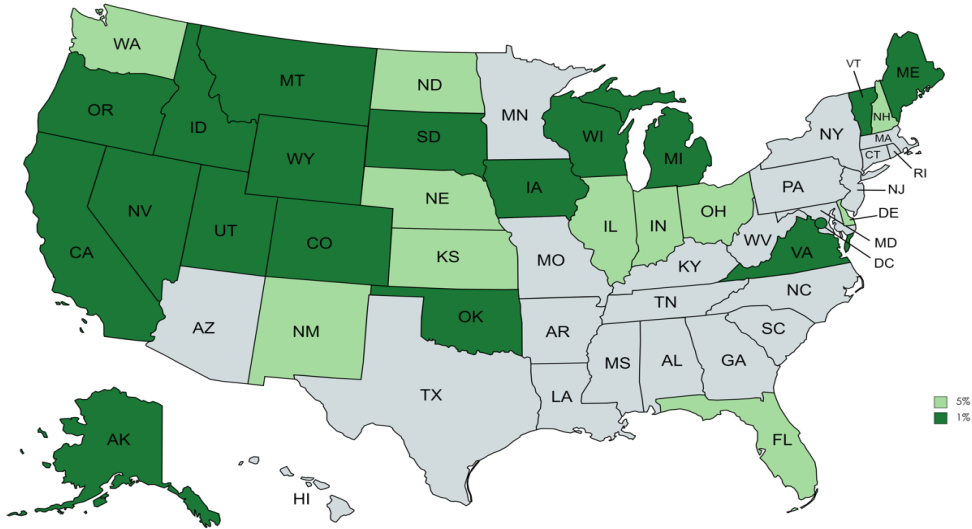 WA
MT
ND
MN
VT
ME
OR
ID
SD
WI
MI
NY
NH
MA
CT
RI
WY
IA
PA
NJ
NE
NV
UT
CO
IL
IN
OH
DE
WV
MD
CA
KS
MO
KY
VA
DC
AZ
NM
OK
AR
TN
NC
SC
MS
AL
GA
TX
LA
FL
AK
HI
5%
1%